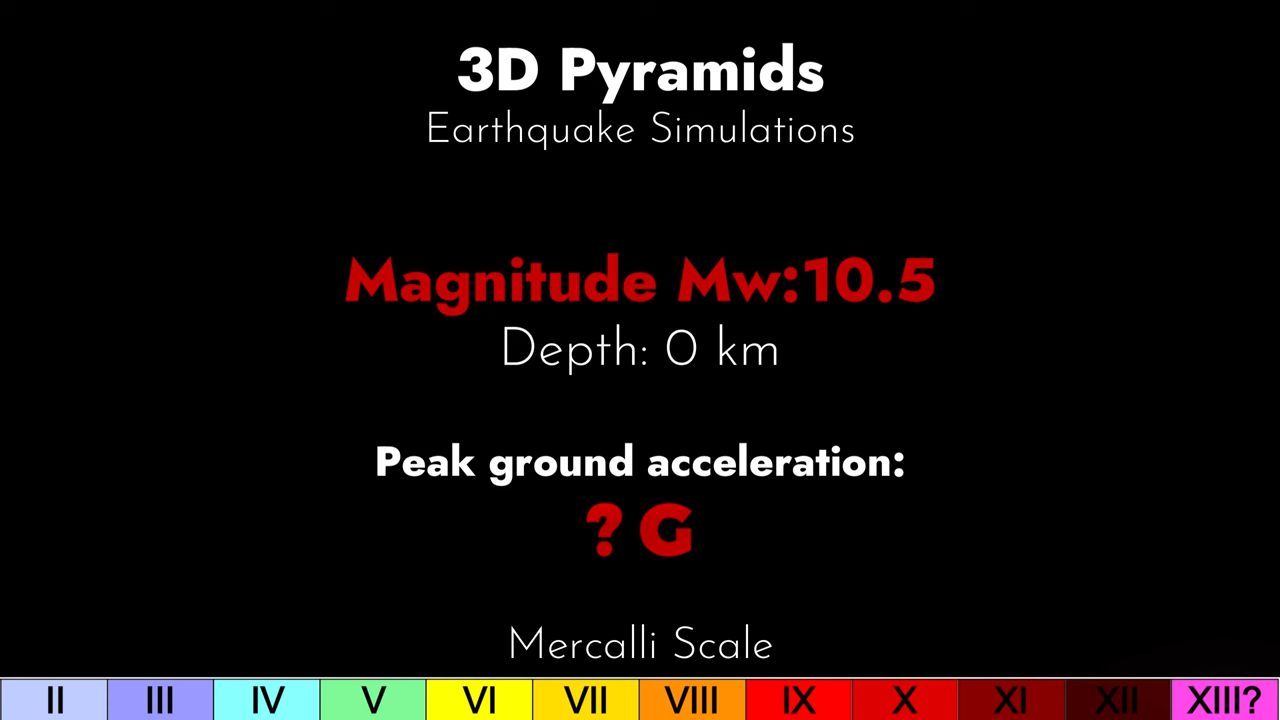 3D Pyramids
Earthquake Simulations
Magnitude Mw:10.5
Depth: 0 km
Peak ground acceleration:
? G
Mercalli Scale
II III IV V VI VII VIII IX X XI XII XIII?